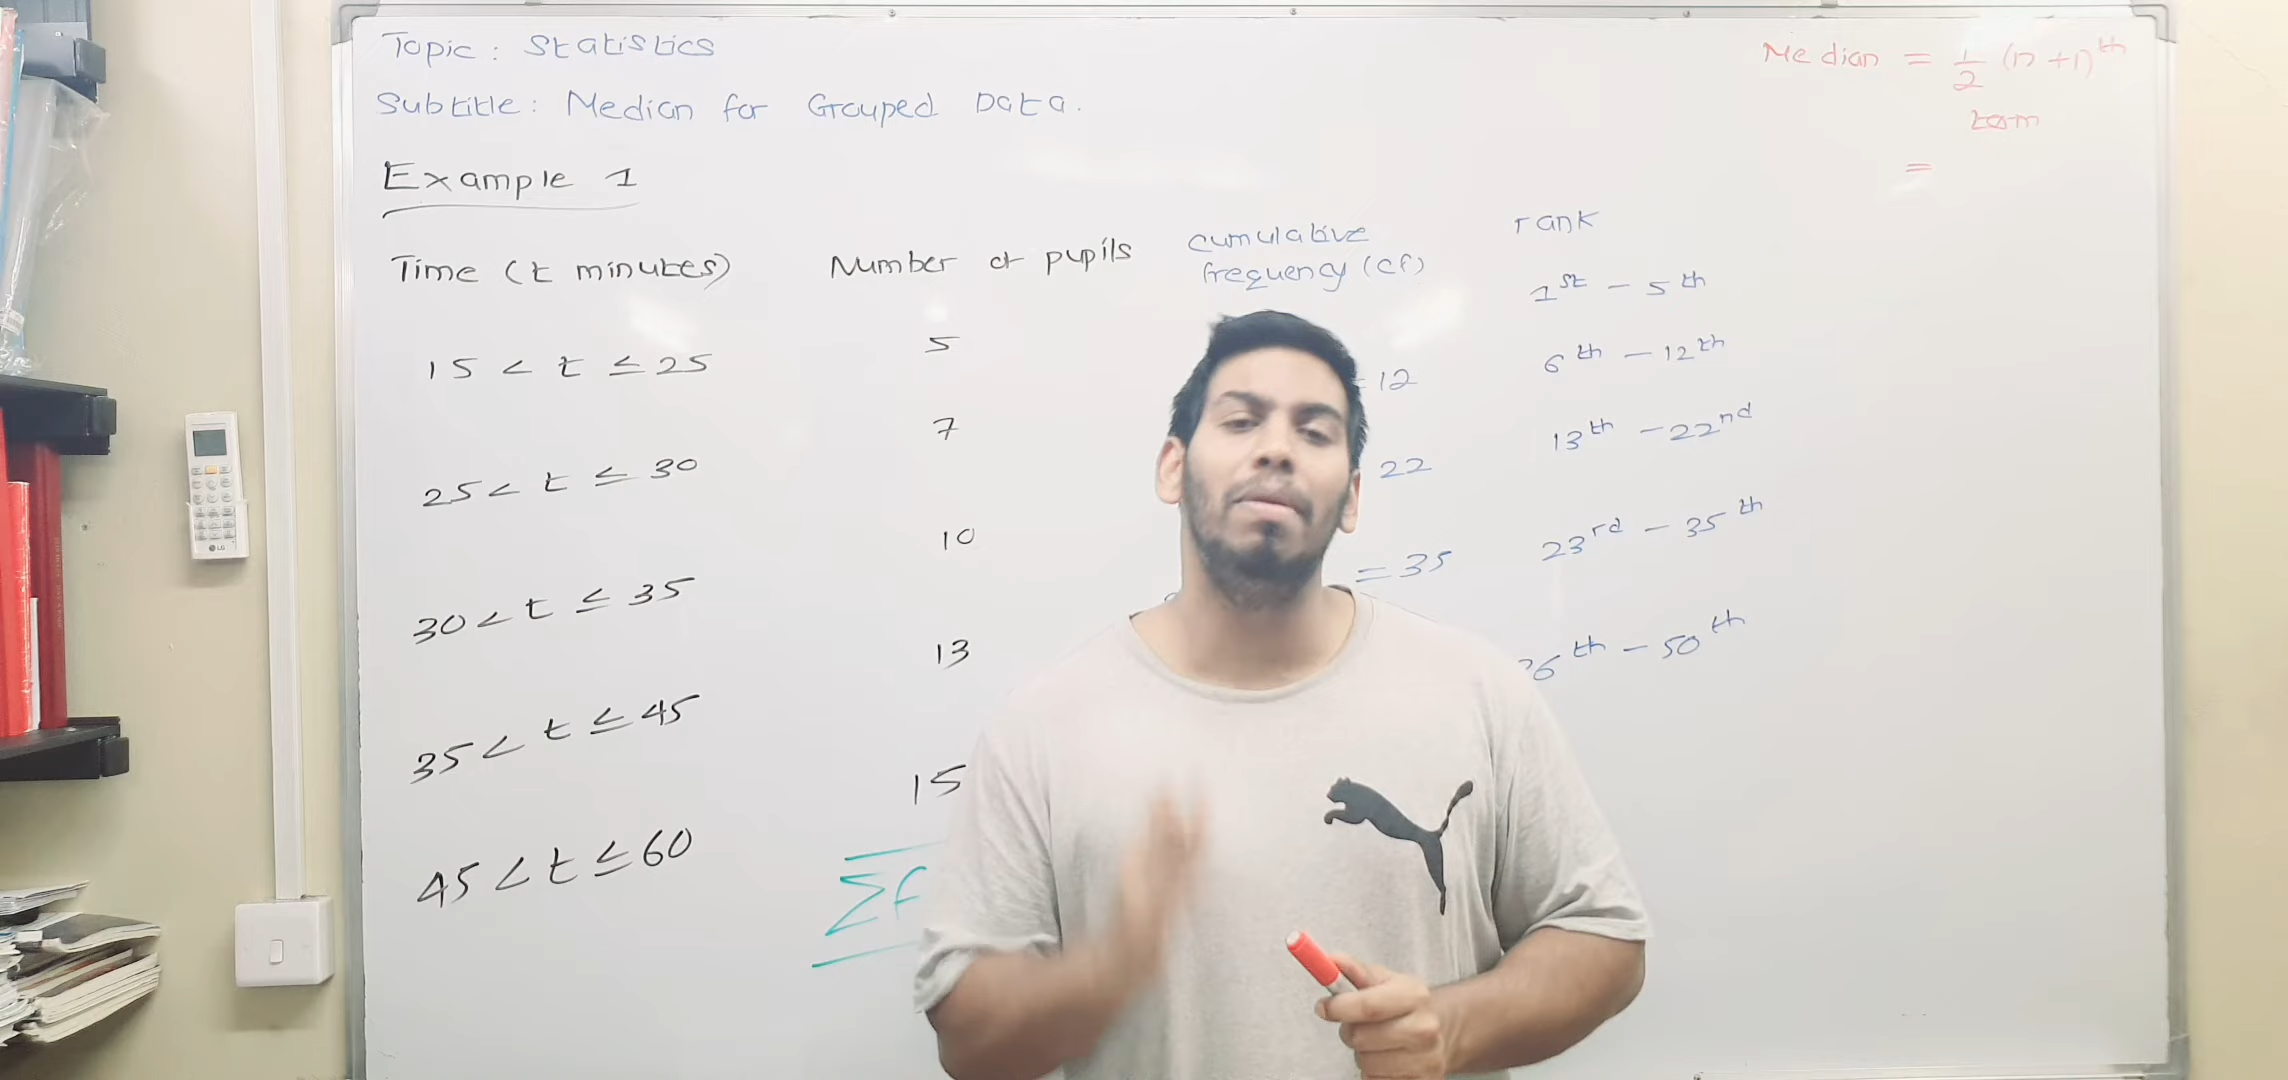 Topic: Statistics
Subtitle: Median for Grouped Data.
Median = 1/2 (n+1)th
term
=
Example 1
Time (t minutes)
Number of pupils
cumulative
frequency (cf)
rank
15 < t ≤ 25
5
1st - 5th
25 < t ≤ 30
7
= 12
6th - 12th
30 < t ≤ 35
10
22
13th - 22nd
35 < t ≤ 45
13
= 35
23rd - 35th
45 < t ≤ 60
15
6th - 50th
Σf
LG